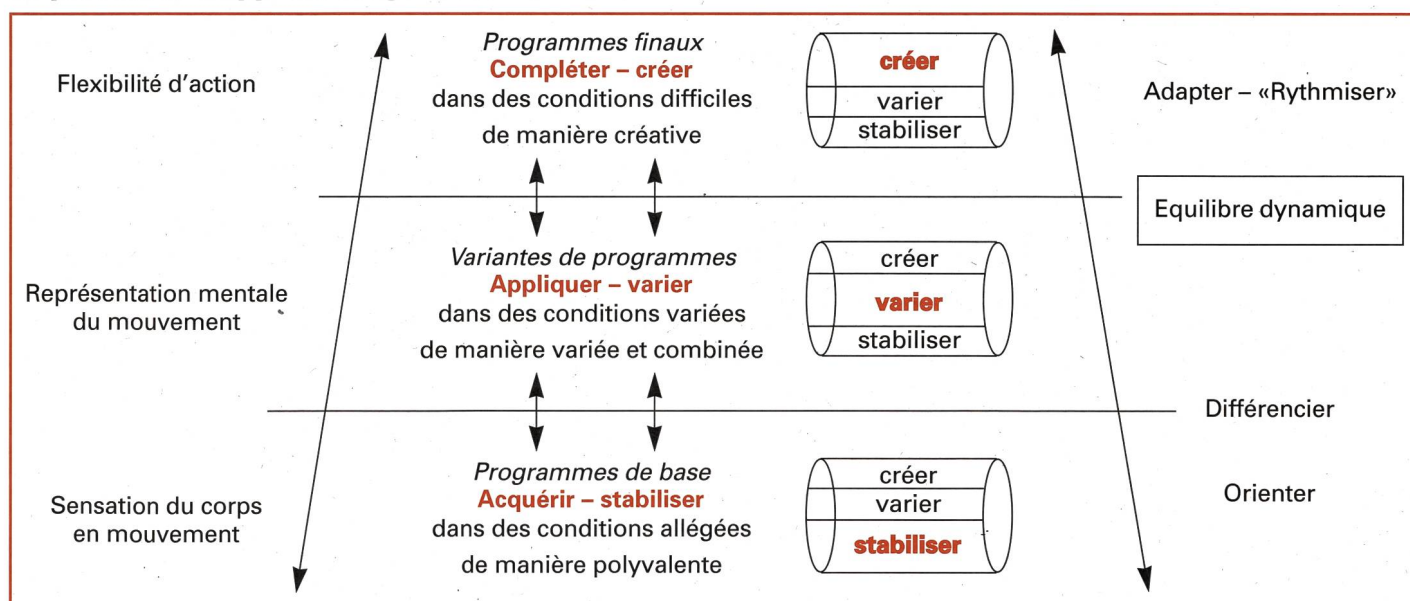 Flexibilité d'action
Programmes finaux
Compléter – créer
dans des conditions difficiles
de manière créative
créer
varier
stabiliser
Adapter – «Rythmiser»
Equilibre dynamique
Représentation mentale
du mouvement
Variantes de programmes
Appliquer – varier
dans des conditions variées
de manière variée et combinée
créer
varier
stabiliser
Différencier
Sensation du corps
en mouvement
Programmes de base
Acquérir – stabiliser
dans des conditions allégées
de manière polyvalente
créer
varier
stabiliser
Orienter